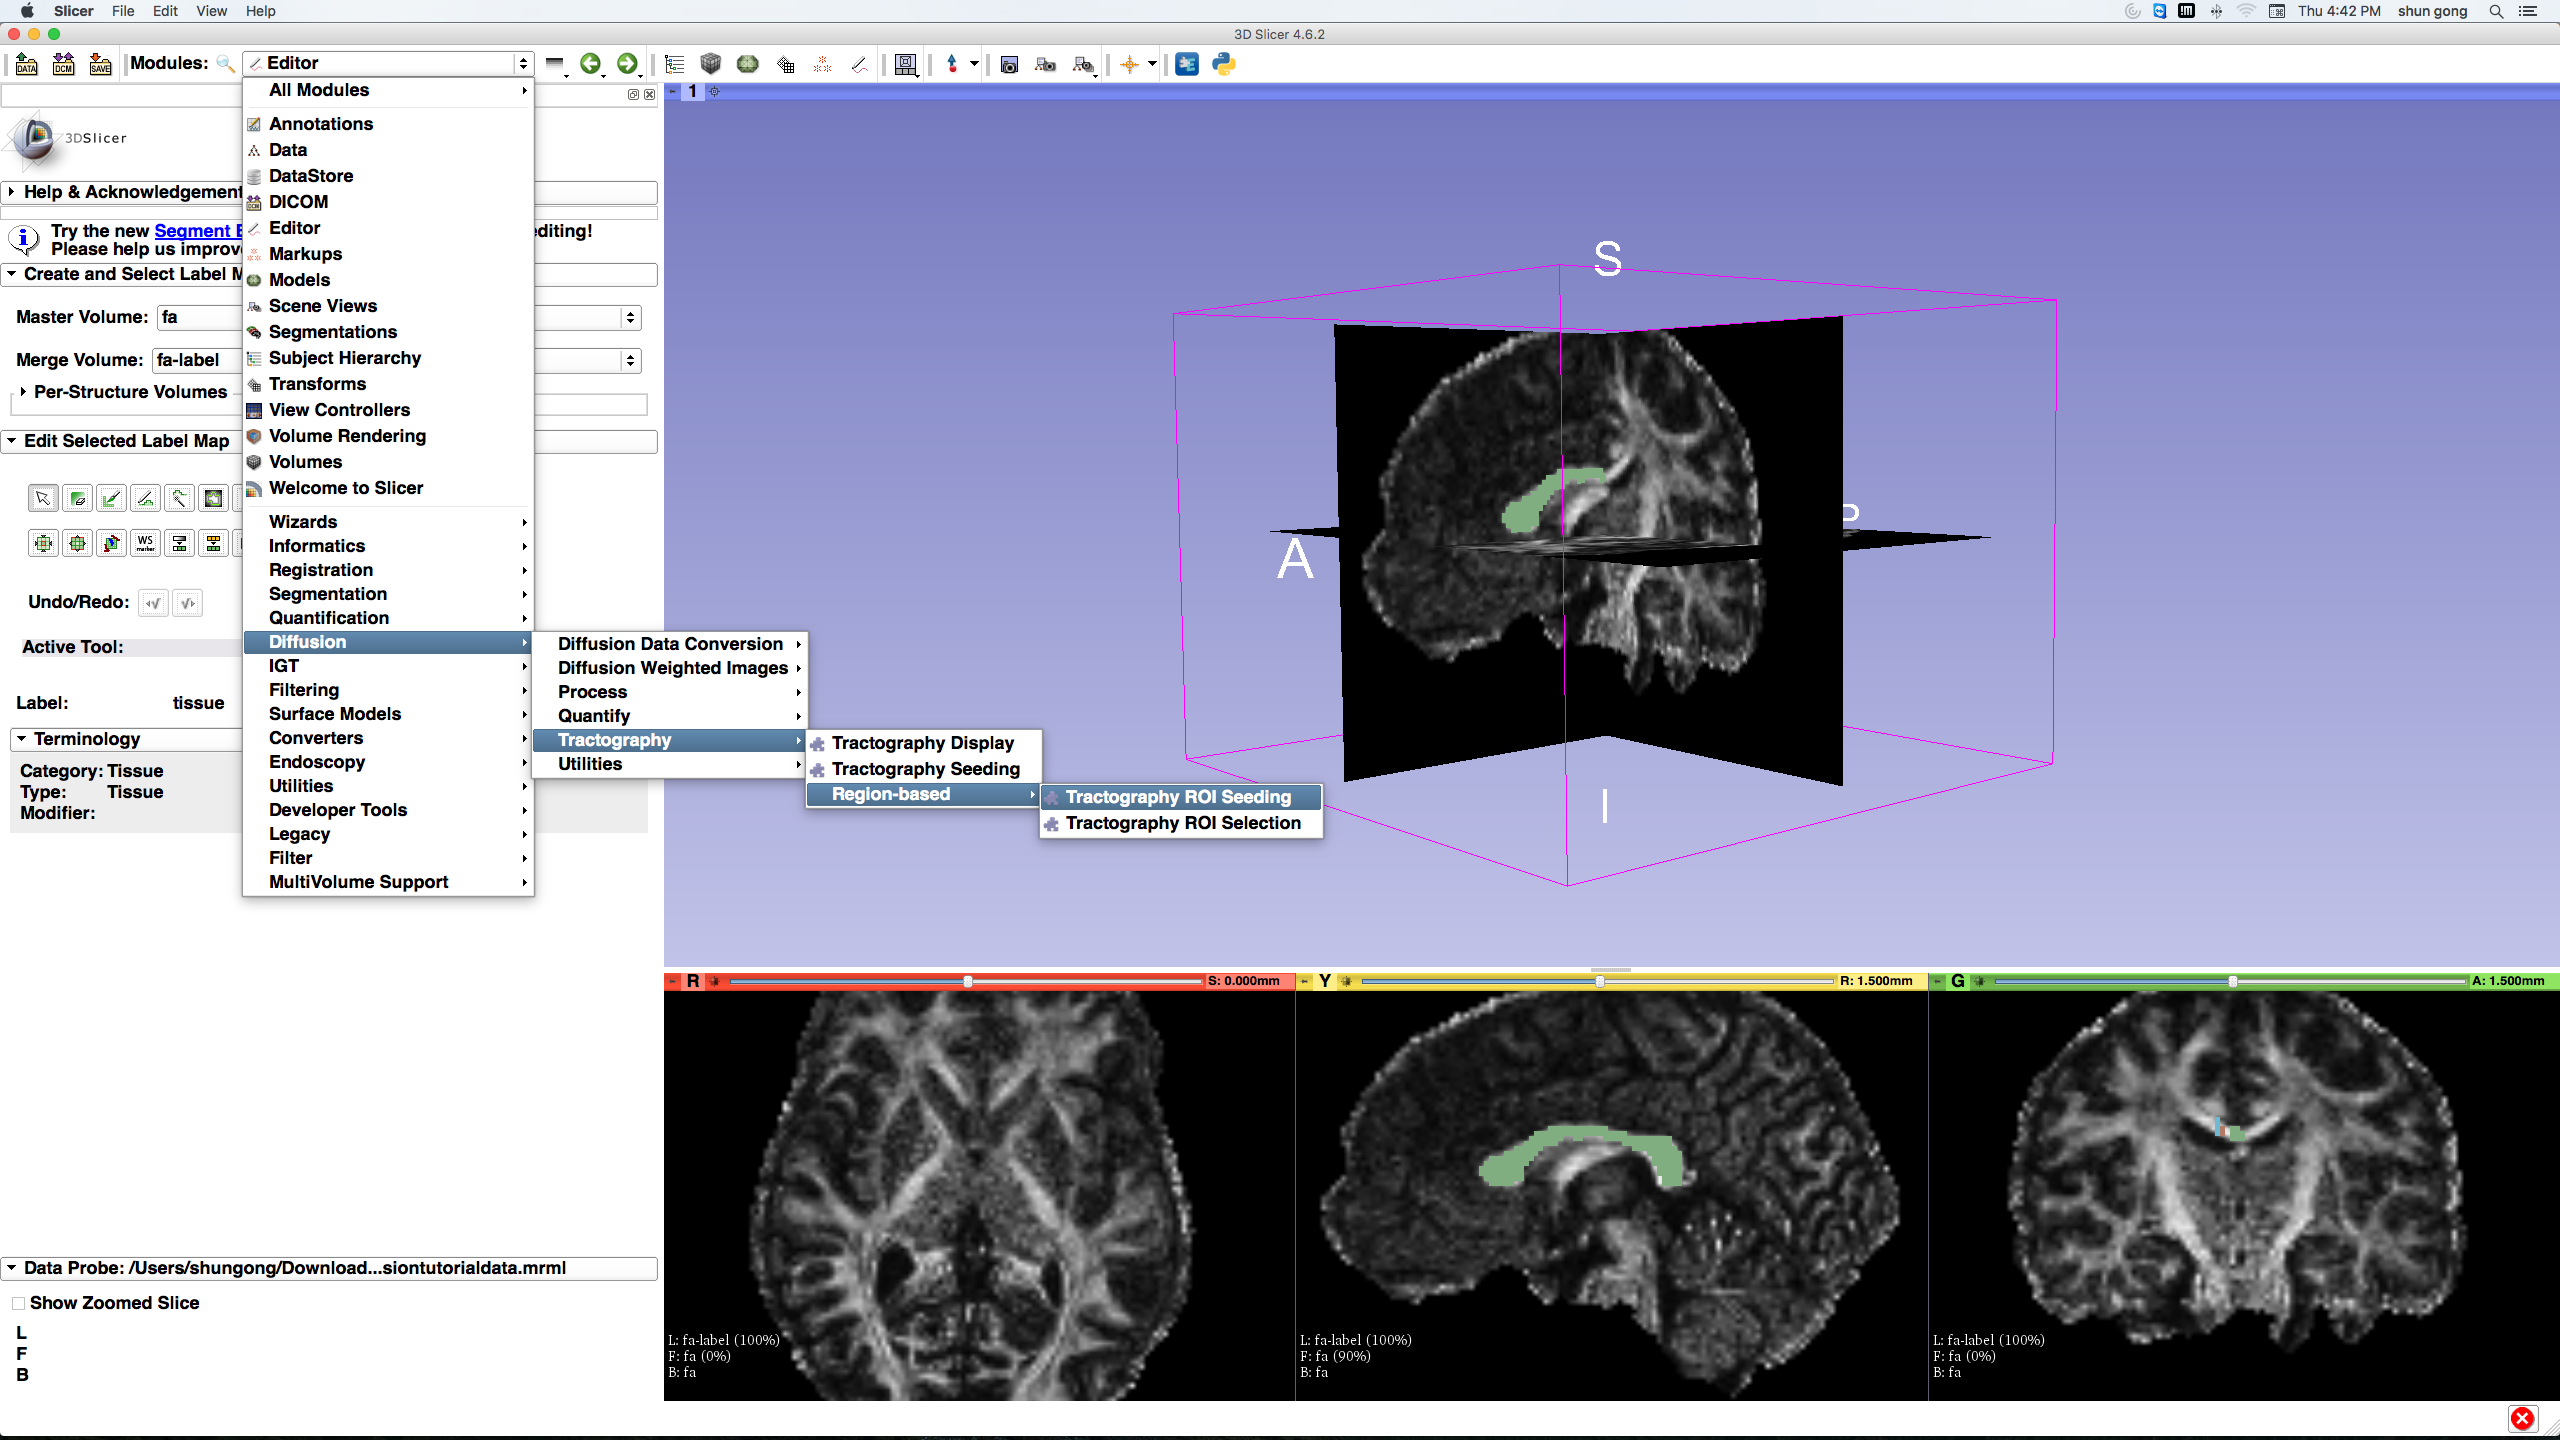 Slicer File Edit View Help Thu 4:42 PM shun gong
3D Slicer 4.6.2
DATA DCM SAVE Modules: Editor
1
3DSlicer
Help & Acknowledgement
Try the new Segment E diting!
Please help us improv
Create and Select Label M
Master Volume: fa
Merge Volume: fa-label
Per-Structure Volumes
Edit Selected Label Map
WS
marker
Undo/Redo:
Active Tool:
Label: tissue
Terminology
Category: Tissue
Type: Tissue
Modifier:
All Modules
Annotations
Data
DataStore
DICOM
Editor
Markups
Models
Scene Views
Segmentations
Subject Hierarchy
Transforms
View Controllers
Volume Rendering
Volumes
Welcome to Slicer
Wizards
Informatics
Registration
Segmentation
Quantification
Diffusion
IGT
Filtering
Surface Models
Converters
Endoscopy
Utilities
Developer Tools
Legacy
Filter
MultiVolume Support
Diffusion Data Conversion
Diffusion Weighted Images
Process
Quantify
Tractography
Utilities
Tractography Display
Tractography Seeding
Region-based
Tractography ROI Seeding
Tractography ROI Selection
S
A
P
I
R S: 0.000mm
Y R: 1.500mm
G A: 1.500mm
L: fa-label (100%)
F: fa (0%)
B: fa
L: fa-label (100%)
F: fa (90%)
B: fa
L: fa-label (100%)
F: fa (0%)
B: fa
Data Probe: /Users/shungong/Download...siontutorialdata.mrml
Show Zoomed Slice
L
F
B